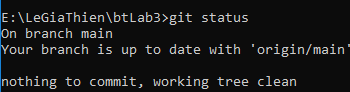 E:\LeGiaThien\btLab3>git status
On branch main
Your branch is up to date with 'origin/main'

nothing to commit, working tree clean